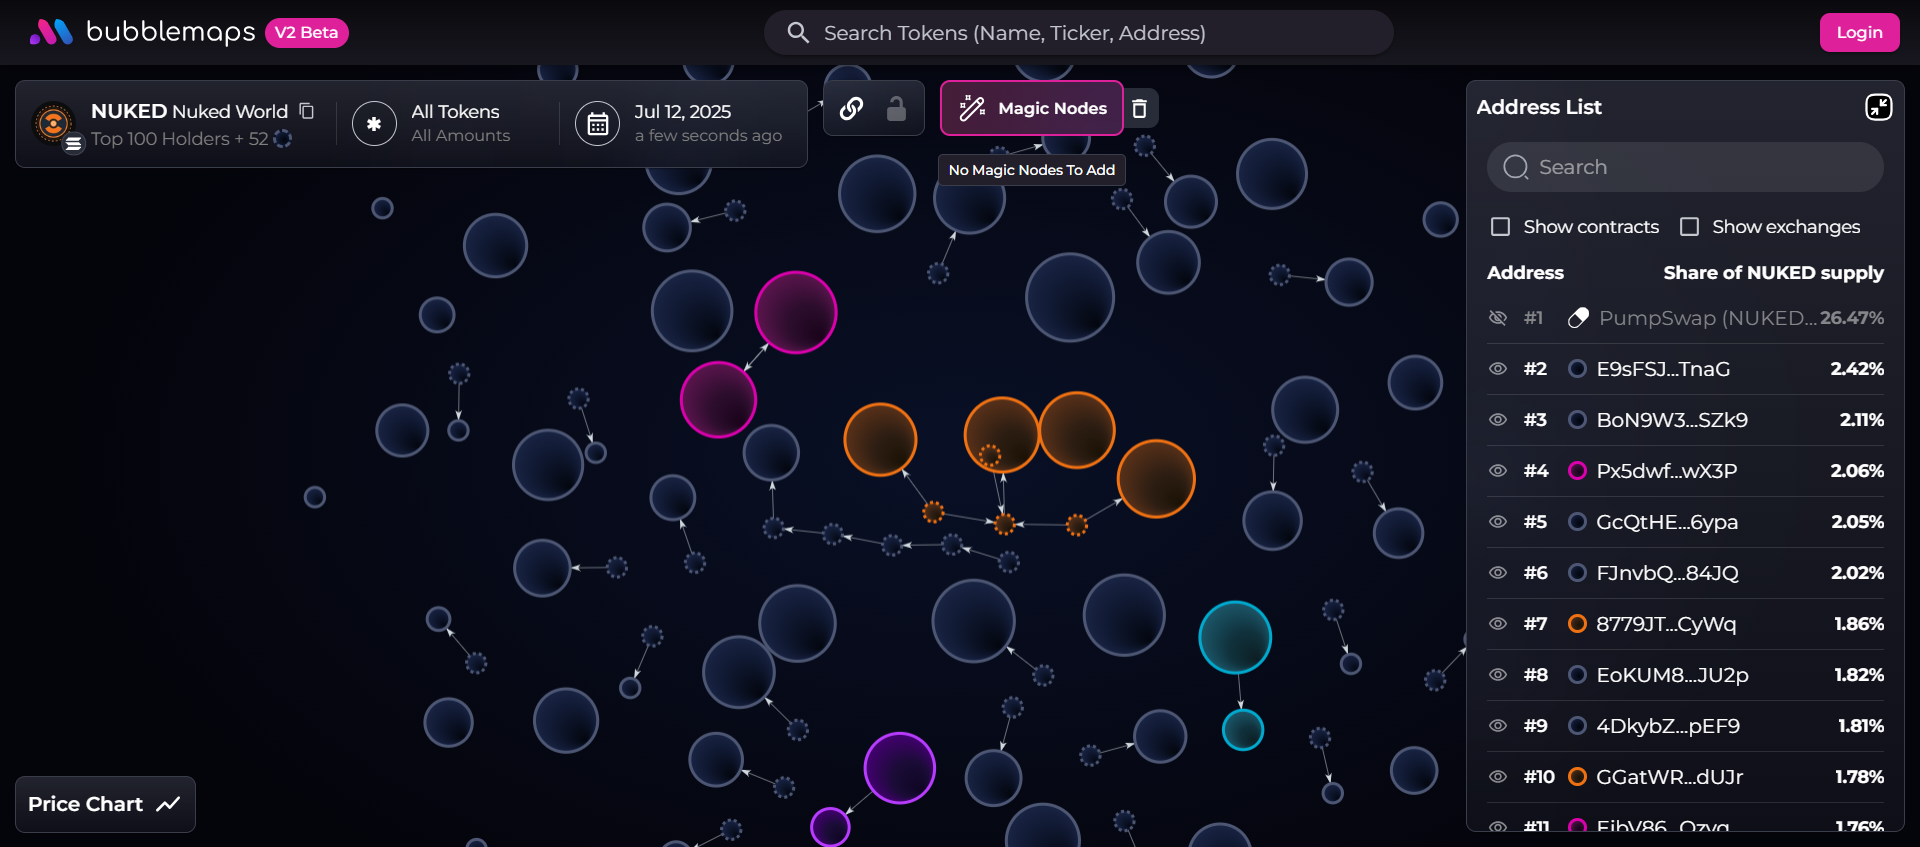 bubblemaps V2 Beta
Search Tokens (Name, Ticker, Address)
Login
NUKED Nuked World
Top 100 Holders + 52
All Tokens
All Amounts
Jul 12, 2025
a few seconds ago
Magic Nodes
No Magic Nodes To Add
Address List
Search
Show contracts Show exchanges
Address Share of NUKED supply
#1 PumpSwap (NUKED... 26.47%
#2 E9sFSJ...TnaG 2.42%
#3 BoN9W3...SZk9 2.11%
#4 Px5dwf...wX3P 2.06%
#5 GcQtHE...6ypa 2.05%
#6 FJnvbQ...84JQ 2.02%
#7 8779JT...CyWq 1.86%
#8 EoKUM8...JU2p 1.82%
#9 4DkybZ...pEF9 1.81%
#10 GGatWR...dUJr 1.78%
#11 1.76%
Price Chart